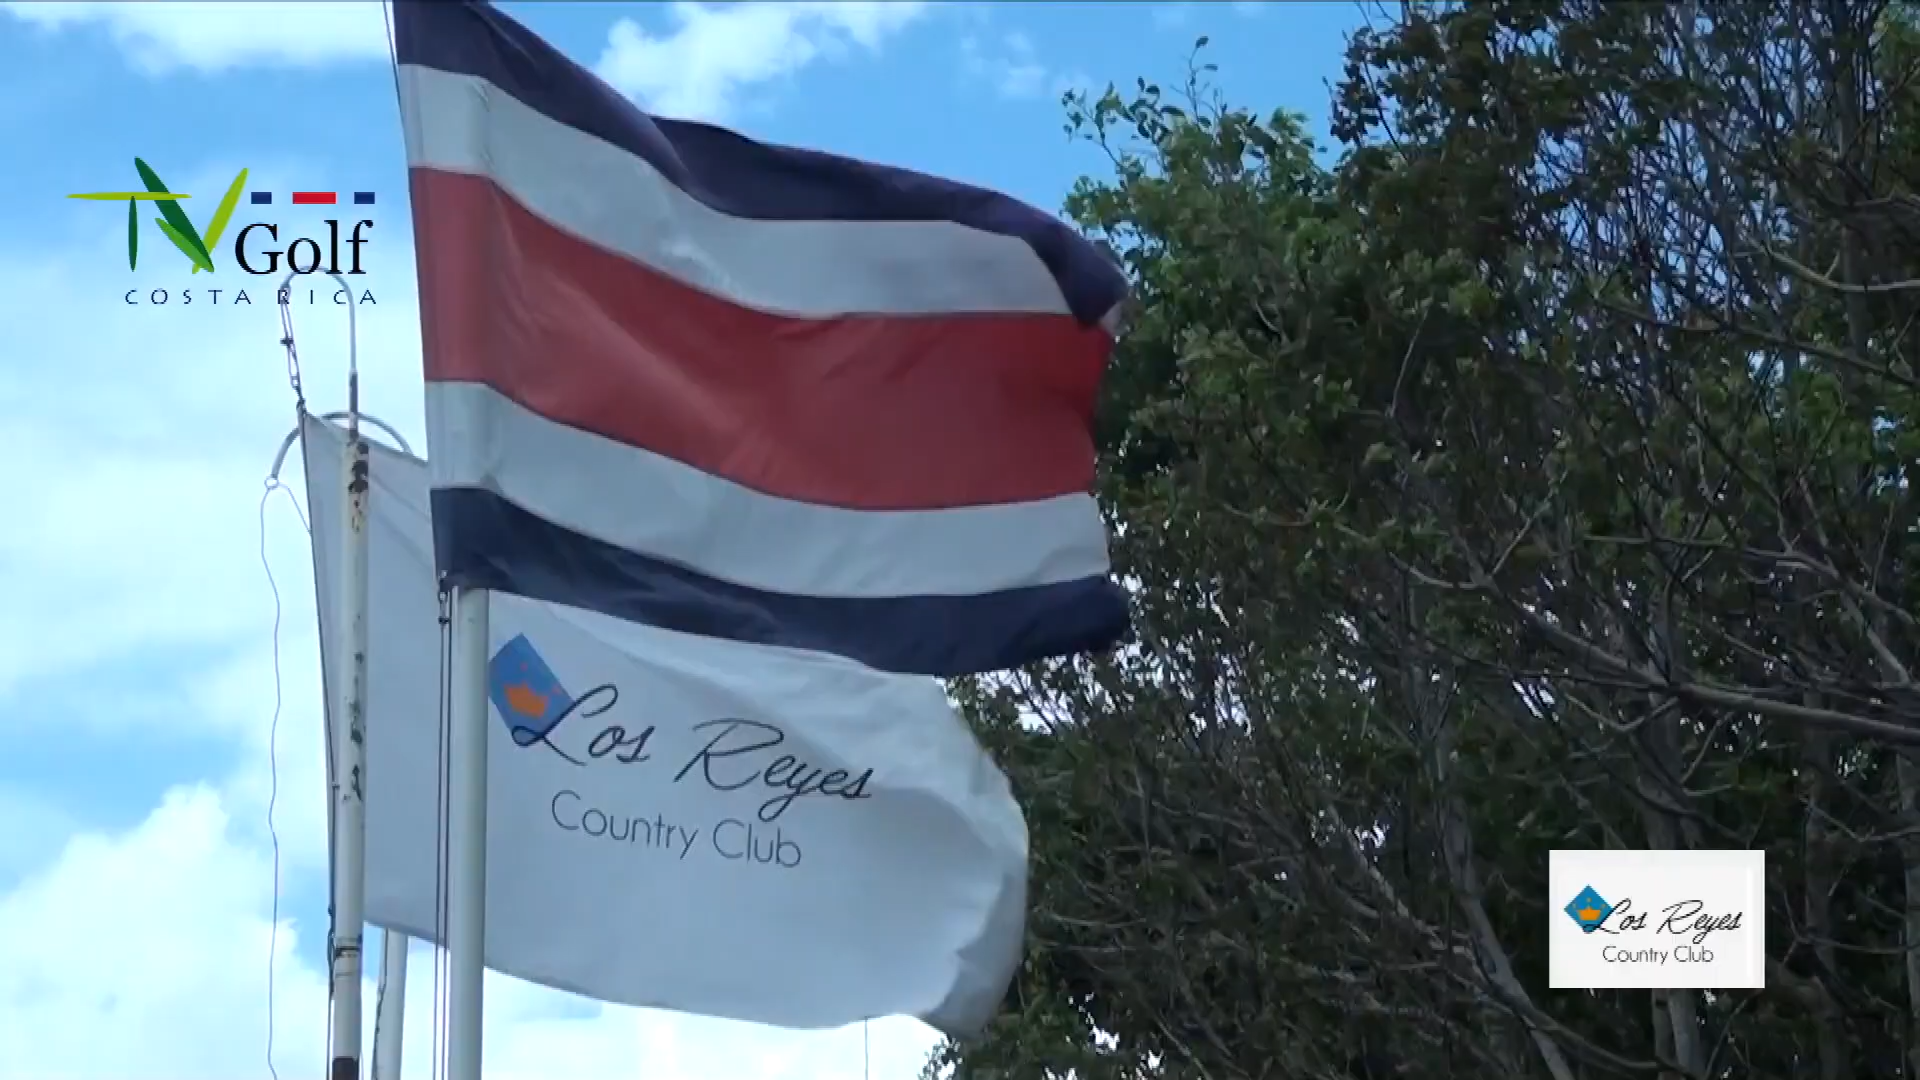 TV Golf
COSTA RICA
Los Reyes
Country Club
Los Reyes
Country Club